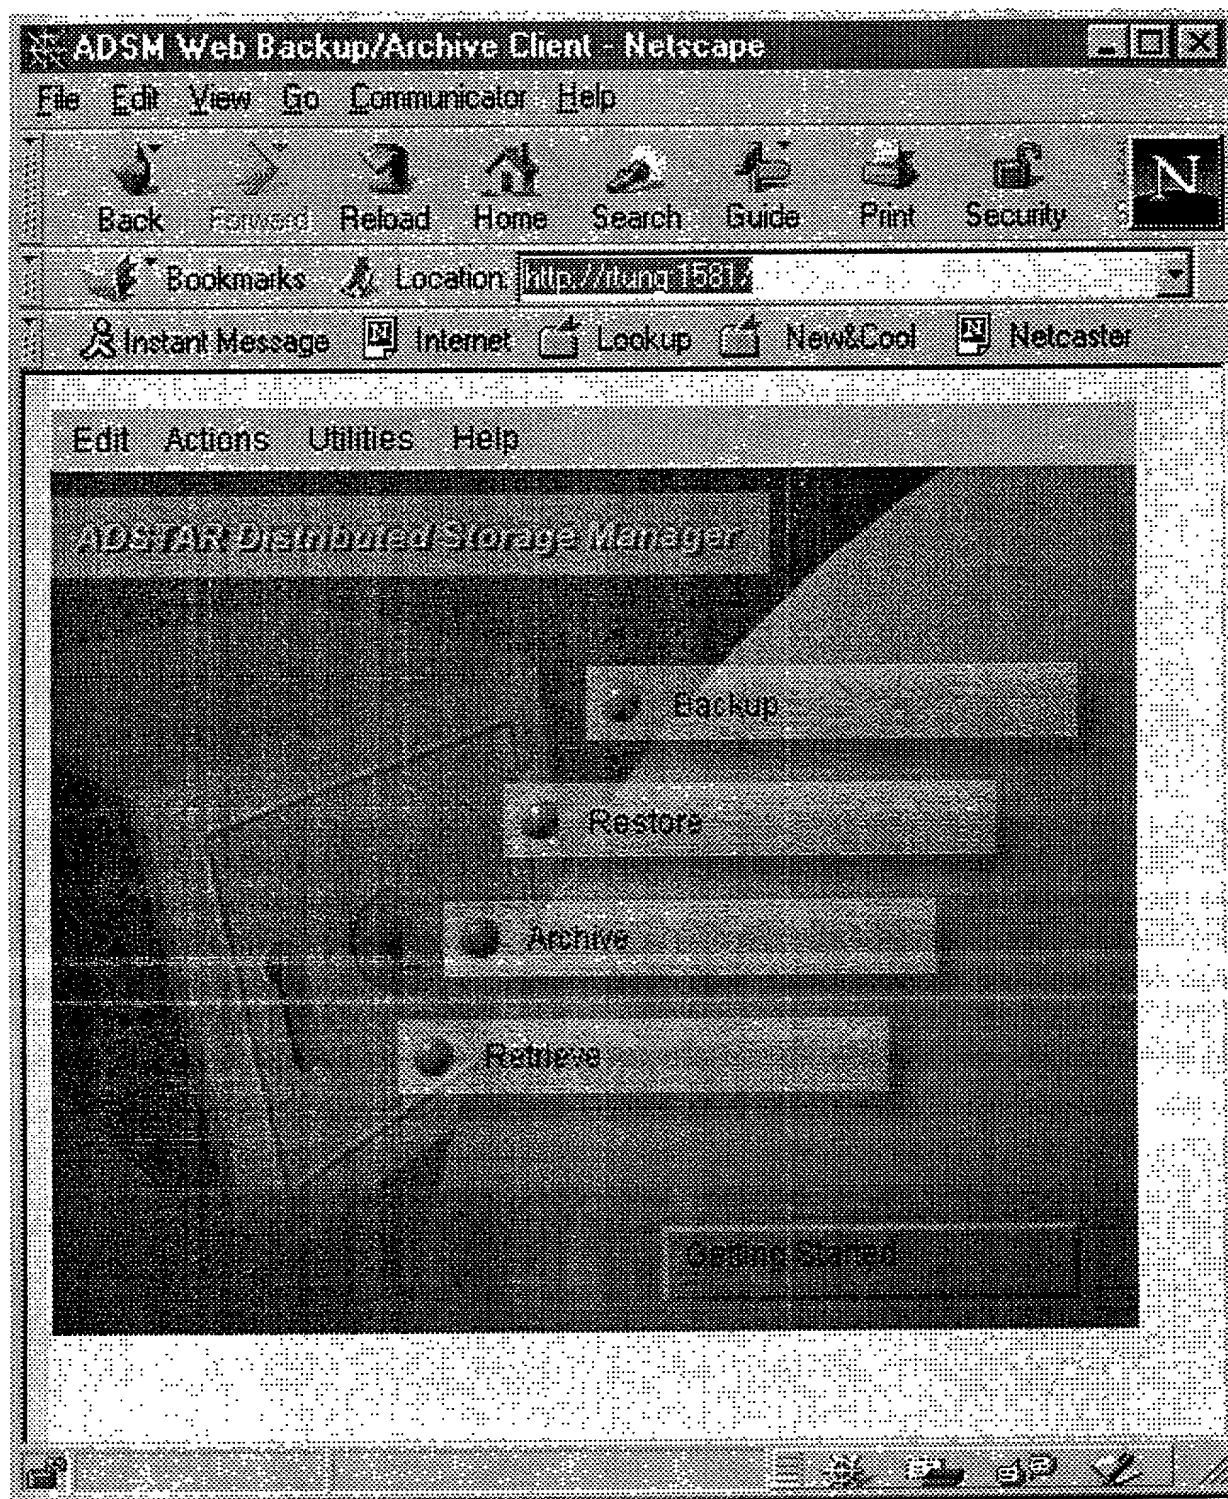 ADSM Web Backup/Archive Client - Netscape
File Edit View Go Communicator Help
Back Forward Reload Home Search Guide Print Security
Bookmarks Location:
Instant Message Internet Lookup New&Cool Netcaster
Edit Actions Utilities Help
ADSTAR Distributed Storage Manager
Backup
Restore
Archive
Retrieve
Getting Started